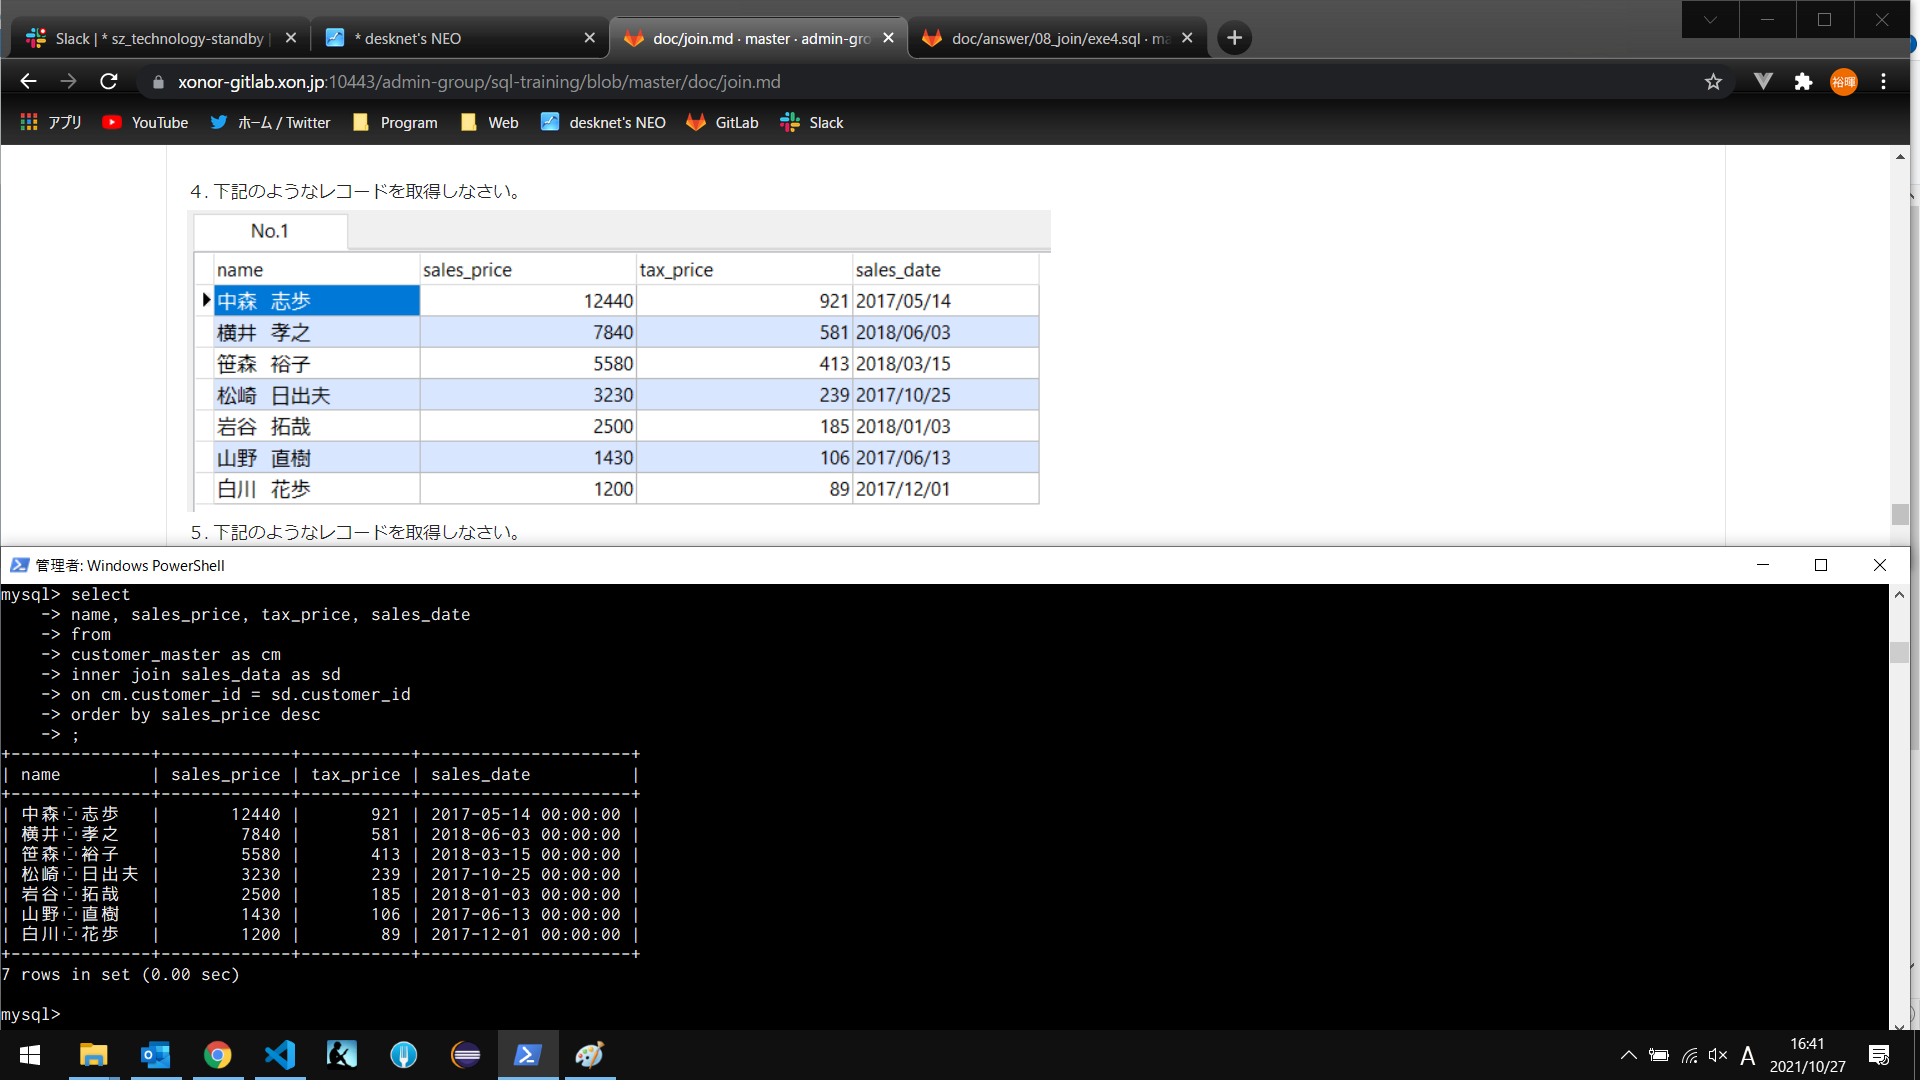 Slack | * sz_technology-standby |
* desknet's NEO
doc/join.md · master · admin-gro
doc/answer/08_join/exe4.sql · ma
xonor-gitlab.xon.jp:10443/admin-group/sql-training/blob/master/doc/join.md
裕暉
アプリ YouTube ホーム / Twitter Program Web desknet's NEO GitLab Slack
4. 下記のようなレコードを取得しなさい。
No.1
name sales_price tax_price sales_date
中森　志歩 12440 921 2017/05/14
横井　孝之 7840 581 2018/06/03
笹森　裕子 5580 413 2018/03/15
松崎　日出夫 3230 239 2017/10/25
岩谷　拓哉 2500 185 2018/01/03
山野　直樹 1430 106 2017/06/13
白川　花歩 1200 89 2017/12/01
5. 下記のようなレコードを取得しなさい。
管理者: Windows PowerShell
mysql> select
-> name, sales_price, tax_price, sales_date
-> from
-> customer_master as cm
-> inner join sales_data as sd
-> on cm.customer_id = sd.customer_id
-> order by sales_price desc
-> ;
+--------------+-------------+-----------+---------------------+
| name | sales_price | tax_price | sales_date |
+--------------+-------------+-----------+---------------------+
| 中森　志歩 | 12440 | 921 | 2017-05-14 00:00:00 |
| 横井　孝之 | 7840 | 581 | 2018-06-03 00:00:00 |
| 笹森　裕子 | 5580 | 413 | 2018-03-15 00:00:00 |
| 松崎　日出夫 | 3230 | 239 | 2017-10-25 00:00:00 |
| 岩谷　拓哉 | 2500 | 185 | 2018-01-03 00:00:00 |
| 山野　直樹 | 1430 | 106 | 2017-06-13 00:00:00 |
| 白川　花歩 | 1200 | 89 | 2017-12-01 00:00:00 |
+--------------+-------------+-----------+---------------------+
7 rows in set (0.00 sec)
mysql>
A
16:41
2021/10/27